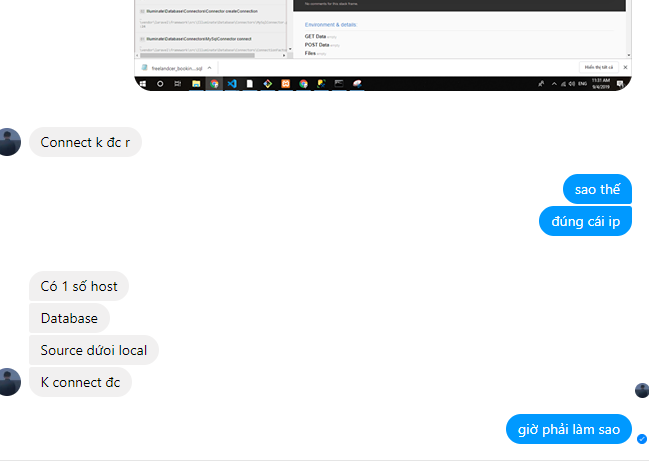 No comments for this stack frame.
Illuminate\Database\Connectors\Connector createConnection
Illuminate\Database\Connectors\MySqlConnector connect
Environment & details:
GET Data
POST Data
Files
freelandcer_bookin....sql
Hiển thị tất cả
ENG
11:31 AM
9/4/2019
Connect k đc r
sao thế
đúng cái ip
Có 1 số host
Database
Source dưới local
K connect đc
giờ phải làm sao